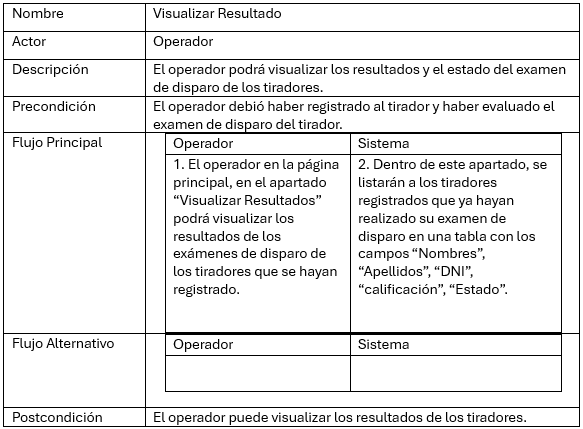 Nombre
Visualizar Resultado
Actor
Operador
Descripción
El operador podrá visualizar los resultados y el estado del examen
de disparo de los tiradores.
Precondición
El operador debió haber registrado al tirador y haber evaluado el
examen de disparo del tirador.
Flujo Principal
Operador
1. El operador en la página
principal, en el apartado
“Visualizar Resultados”
podrá visualizar los
resultados de los
exámenes de disparo de
los tiradores que se hayan
registrado.
Sistema
2. Dentro de este apartado, se
listarán a los tiradores
registrados que ya hayan
realizado su examen de
disparo en una tabla con los
campos “Nombres”,
“Apellidos”, “DNI”,
“calificación”, “Estado”.
Flujo Alternativo
Operador
Sistema
Postcondición
El operador puede visualizar los resultados de los tiradores.